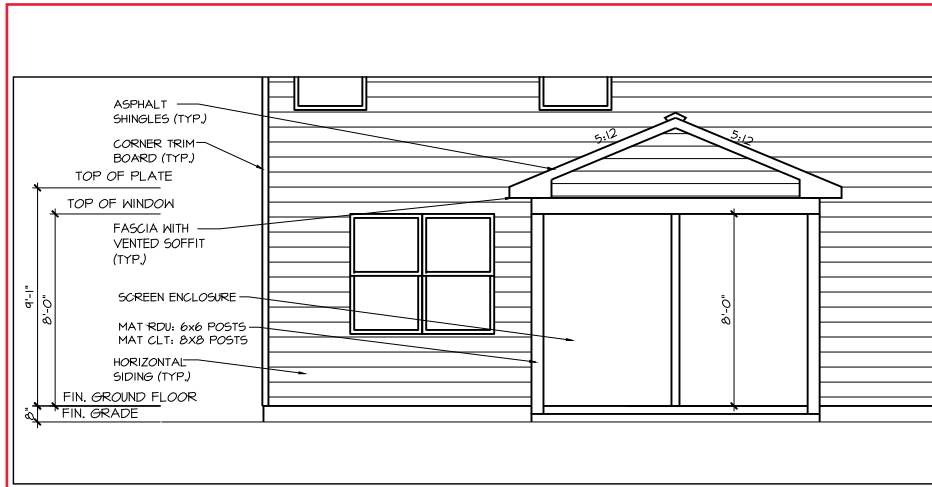 ASPHALT
SHINGLES (TYP.)
5:12
5:12
CORNER TRIM
BOARD (TYP.)
TOP OF PLATE
TOP OF WINDOW
FASCIA WITH
VENTED SOFFIT
(TYP.)
9'-1"
8'-0"
SCREEN ENCLOSURE
8'-0"
MAT RDU: 6x6 POSTS
MAT CLT: 8X8 POSTS
HORIZONTAL
SIDING (TYP.)
FIN. GROUND FLOOR
8"
FIN. GRADE